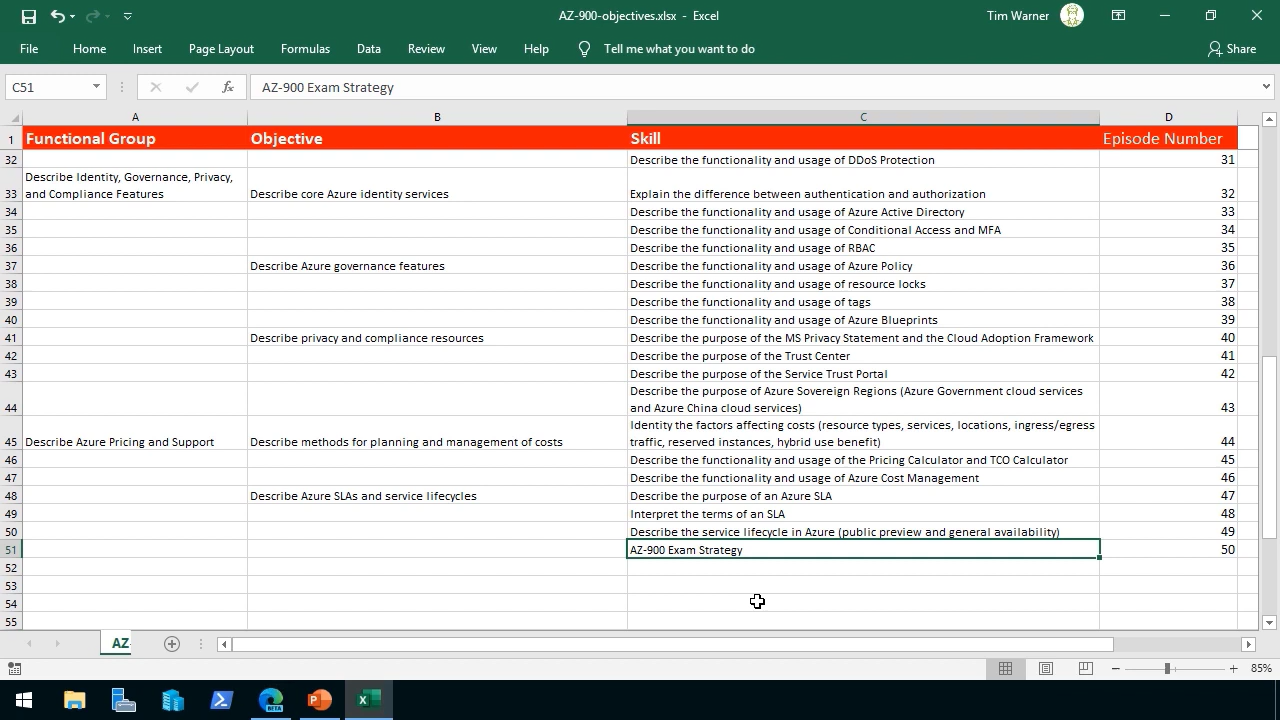 AZ-900-objectives.xlsx - Excel
Tim Warner
File Home Insert Page Layout Formulas Data Review View Help Tell me what you want to do Share
C51 fx AZ-900 Exam Strategy
A B C D
1 Functional Group Objective Skill Episode Number
32 Describe the functionality and usage of DDoS Protection 31
Describe Identity, Governance, Privacy,
33 and Compliance Features Describe core Azure identity services Explain the difference between authentication and authorization 32
34 Describe the functionality and usage of Azure Active Directory 33
35 Describe the functionality and usage of Conditional Access and MFA 34
36 Describe the functionality and usage of RBAC 35
37 Describe Azure governance features Describe the functionality and usage of Azure Policy 36
38 Describe the functionality and usage of resource locks 37
39 Describe the functionality and usage of tags 38
40 Describe the functionality and usage of Azure Blueprints 39
41 Describe privacy and compliance resources Describe the purpose of the MS Privacy Statement and the Cloud Adoption Framework 40
42 Describe the purpose of the Trust Center 41
43 Describe the purpose of the Service Trust Portal 42
Describe the purpose of Azure Sovereign Regions (Azure Government cloud services
44 and Azure China cloud services) 43
Identity the factors affecting costs (resource types, services, locations, ingress/egress
45 Describe Azure Pricing and Support Describe methods for planning and management of costs traffic, reserved instances, hybrid use benefit) 44
46 Describe the functionality and usage of the Pricing Calculator and TCO Calculator 45
47 Describe the functionality and usage of Azure Cost Management 46
48 Describe Azure SLAs and service lifecycles Describe the purpose of an Azure SLA 47
49 Interpret the terms of an SLA 48
50 Describe the service lifecycle in Azure (public preview and general availability) 49
51 AZ-900 Exam Strategy 50
52
53
54
55
AZ
85%
BETA